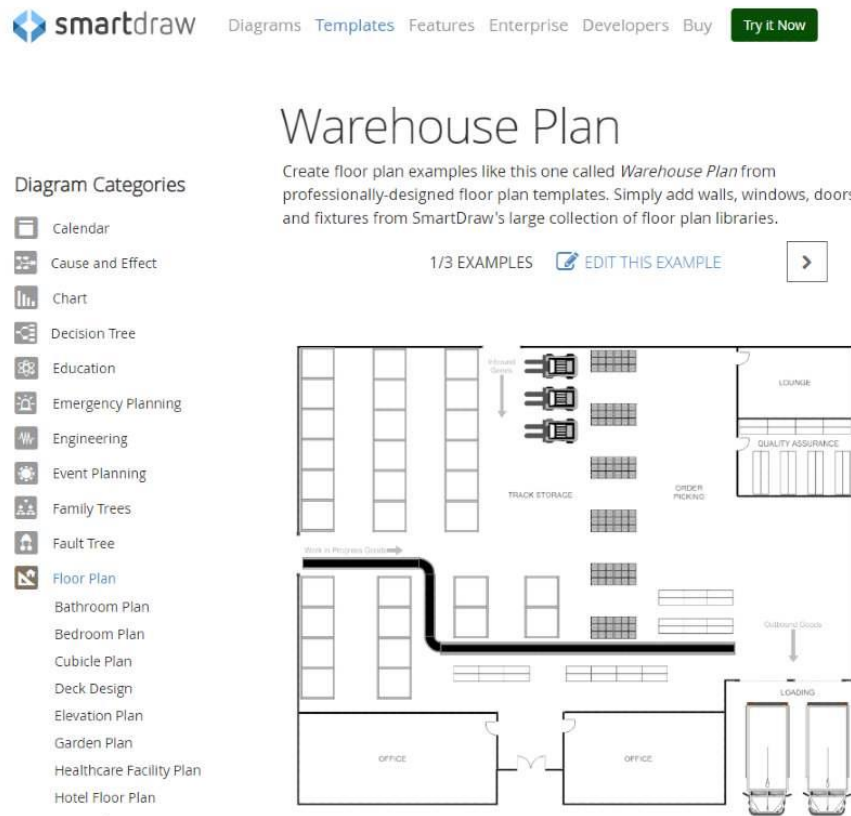 smartdraw
Diagrams Templates Features Enterprise Developers Buy Try it Now
Warehouse Plan
Create floor plan examples like this one called Warehouse Plan from
professionally-designed floor plan templates. Simply add walls, windows, doors
and fixtures from SmartDraw's large collection of floor plan libraries.
1/3 EXAMPLES EDIT THIS EXAMPLE
Diagram Categories
Calendar
Cause and Effect
Chart
Decision Tree
Education
Emergency Planning
Engineering
Event Planning
Family Trees
Fault Tree
Floor Plan
Bathroom Plan
Bedroom Plan
Cubicle Plan
Deck Design
Elevation Plan
Garden Plan
Healthcare Facility Plan
Hotel Floor Plan
Inbound
Goods
LOUNGE
QUALITY ASSURANCE
TRACK STORAGE
ORDER
PICKING
Work in Progress Goods
Outbound Goods
LOADING
OFFICE
OFFICE